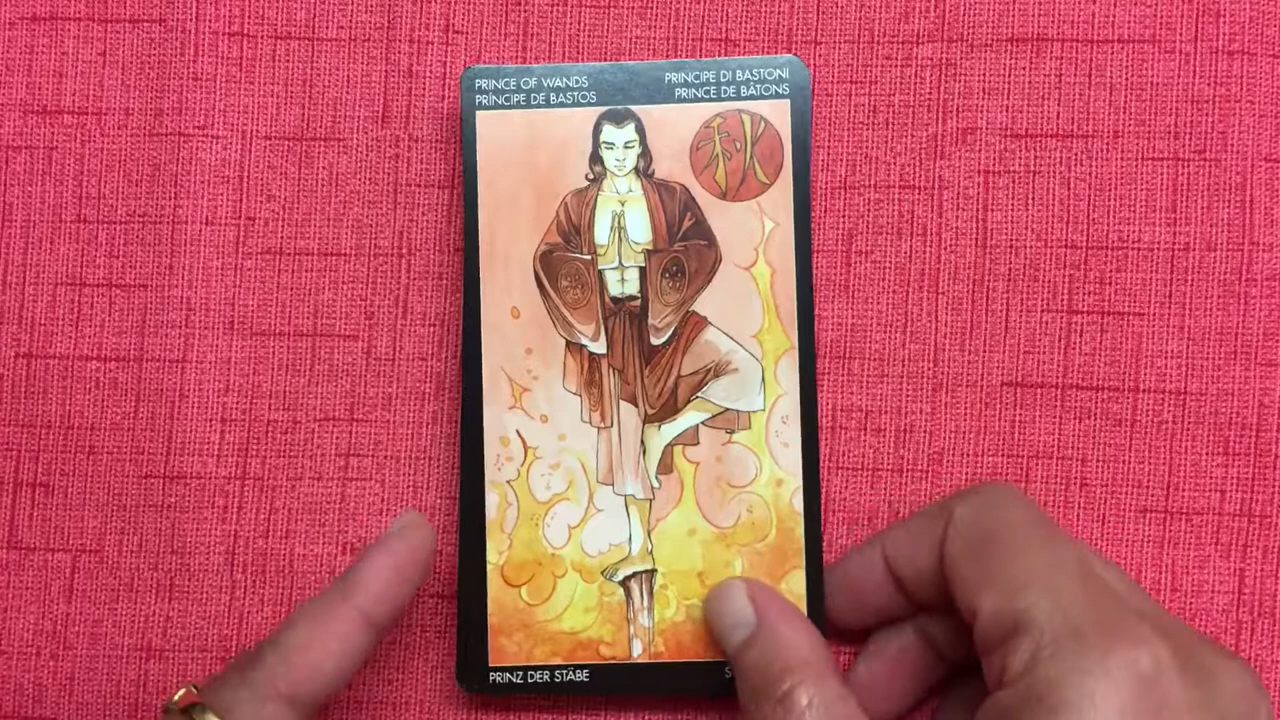 PRINCE OF WANDS
PRÍNCIPE DE BASTOS
PRINCIPE DI BASTONI
PRINCE DE BÂTONS
秋
PRINZ DER STÄBE